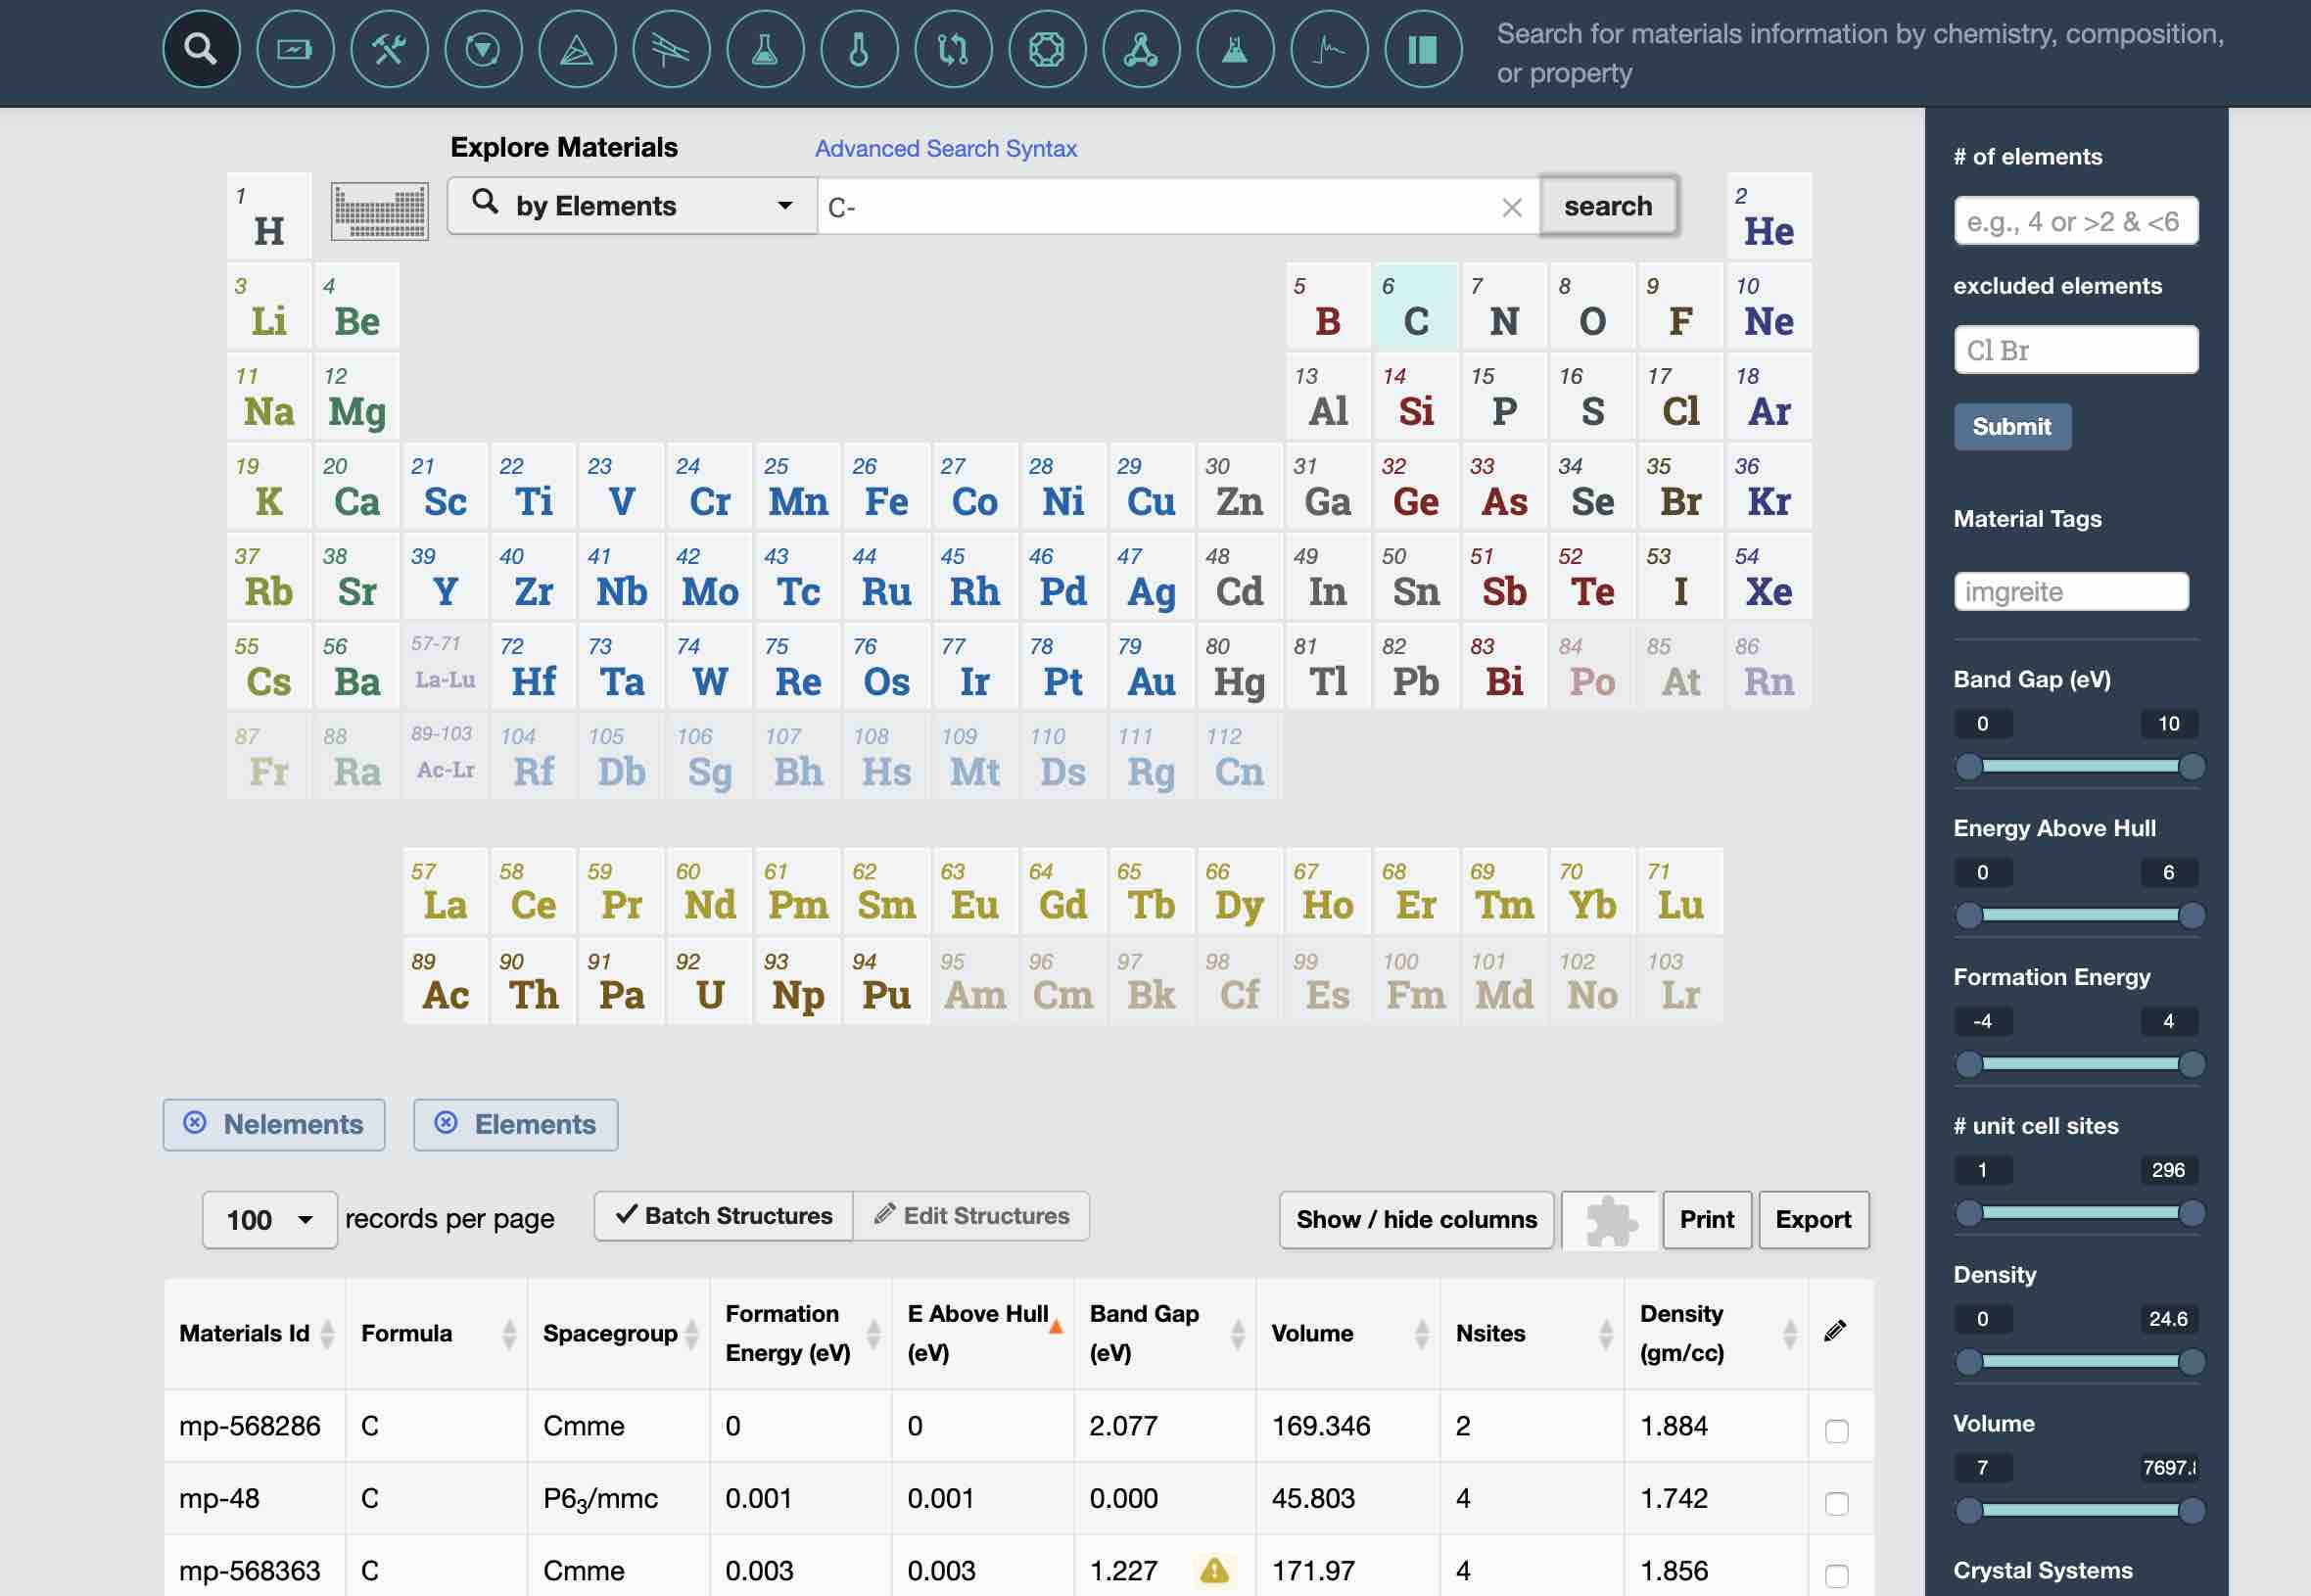 Search for materials information by chemistry, composition,
or property
Explore Materials Advanced Search Syntax
by Elements C- × search
1 H 2 He
3 Li 4 Be 5 B 6 C 7 N 8 O 9 F 10 Ne
11 Na 12 Mg 13 Al 14 Si 15 P 16 S 17 Cl 18 Ar
19 K 20 Ca 21 Sc 22 Ti 23 V 24 Cr 25 Mn 26 Fe 27 Co 28 Ni 29 Cu 30 Zn 31 Ga 32 Ge 33 As 34 Se 35 Br 36 Kr
37 Rb 38 Sr 39 Y 40 Zr 41 Nb 42 Mo 43 Tc 44 Ru 45 Rh 46 Pd 47 Ag 48 Cd 49 In 50 Sn 51 Sb 52 Te 53 I 54 Xe
55 Cs 56 Ba 57-71 La-Lu 72 Hf 73 Ta 74 W 75 Re 76 Os 77 Ir 78 Pt 79 Au 80 Hg 81 Tl 82 Pb 83 Bi 84 Po 85 At 86 Rn
87 Fr 88 Ra 89-103 Ac-Lr 104 Rf 105 Db 106 Sg 107 Bh 108 Hs 109 Mt 110 Ds 111 Rg 112 Cn
57 La 58 Ce 59 Pr 60 Nd 61 Pm 62 Sm 63 Eu 64 Gd 65 Tb 66 Dy 67 Ho 68 Er 69 Tm 70 Yb 71 Lu
89 Ac 90 Th 91 Pa 92 U 93 Np 94 Pu 95 Am 96 Cm 97 Bk 98 Cf 99 Es 100 Fm 101 Md 102 No 103 Lr
Nelements Elements
100 records per page Batch Structures Edit Structures Show / hide columns Print Export
Materials Id Formula Spacegroup Formation Energy (eV) E Above Hull (eV) Band Gap (eV) Volume Nsites Density (gm/cc)
mp-568286 C Cmme 0 0 2.077 169.346 2 1.884
mp-48 C P6₃/mmc 0.001 0.001 0.000 45.803 4 1.742
mp-568363 C Cmme 0.003 0.003 1.227 171.97 4 1.856
# of elements
e.g., 4 or >2 & <6
excluded elements
Cl Br
Submit
Material Tags
imgreite
Band Gap (eV)
0 10
Energy Above Hull
0 6
Formation Energy
-4 4
# unit cell sites
1 296
Density
0 24.6
Volume
7 7697.
Crystal Systems